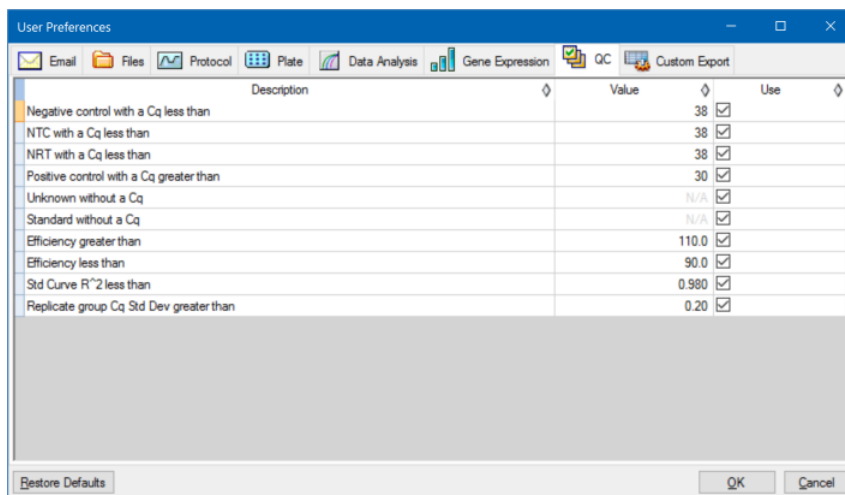 User Preferences
Email Files Protocol Plate Data Analysis Gene Expression QC Custom Export
Description Value Use
Negative control with a Cq less than 38
NTC with a Cq less than 38
NRT with a Cq less than 38
Positive control with a Cq greater than 30
Unknown without a Cq N/A
Standard without a Cq N/A
Efficiency greater than 110.0
Efficiency less than 90.0
Std Curve R^2 less than 0.980
Replicate group Cq Std Dev greater than 0.20
Restore Defaults OK Cancel